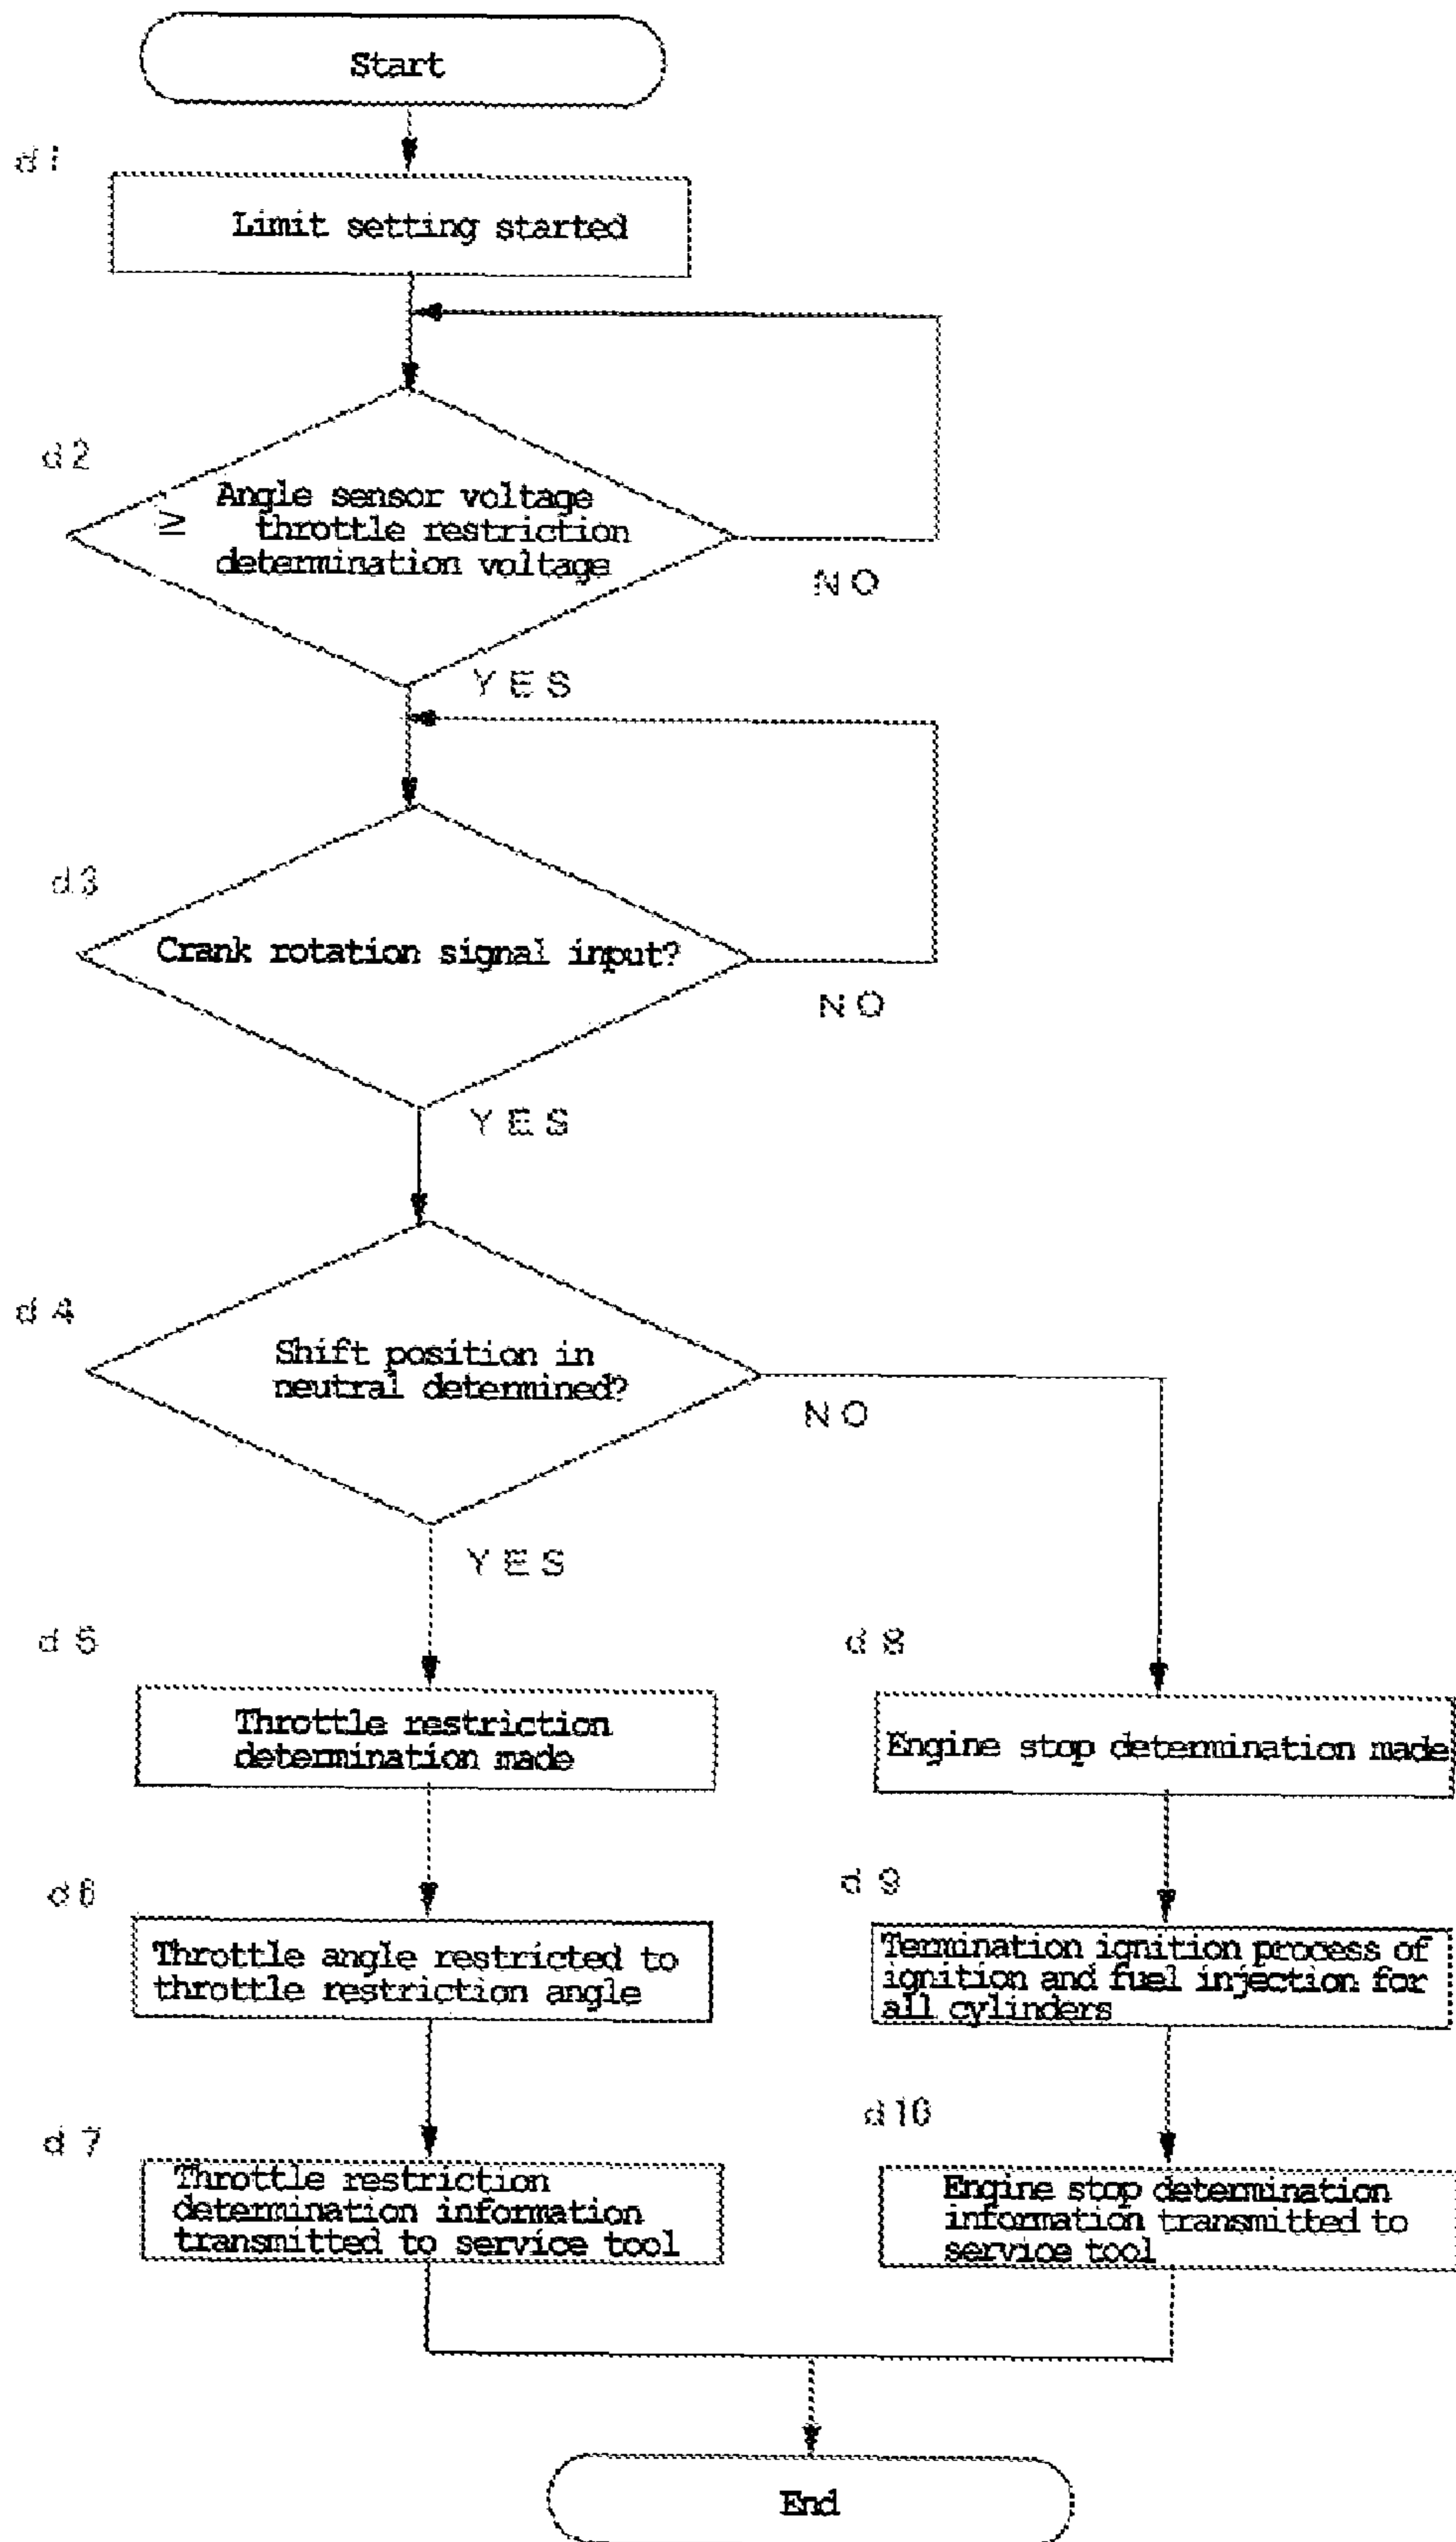 Start
d1
Limit setting started
d2
Angle sensor voltage
≥ throttle restriction
determination voltage
NO
YES
d3
Crank rotation signal input?
NO
YES
d4
Shift position in
neutral determined?
NO
YES
d5
Throttle restriction
determination made
d8
Engine stop determination made
d6
Throttle angle restricted to
throttle restriction angle
d9
Termination ignition process of
ignition and fuel injection for
all cylinders
d7
Throttle restriction
determination information
transmitted to service tool
d10
Engine stop determination
information transmitted to
service tool
End